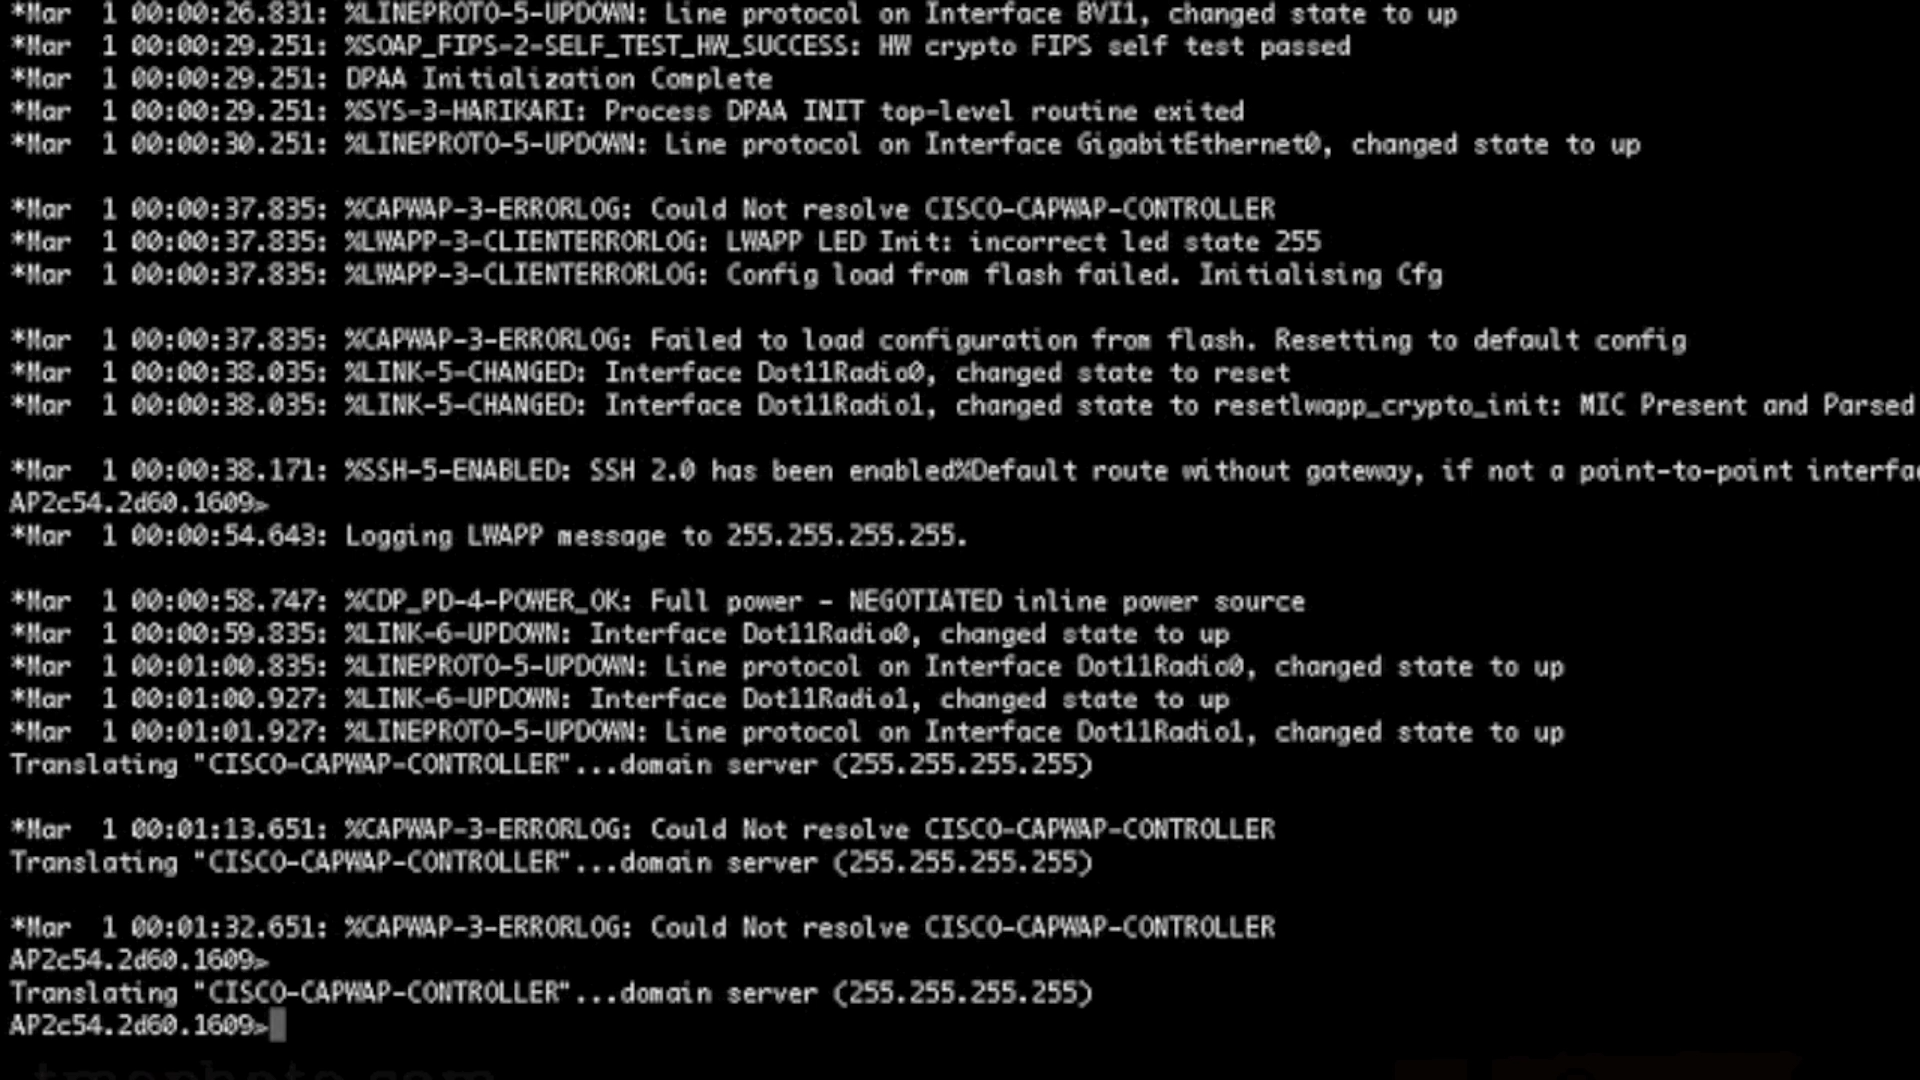 *Mar  1 00:00:26.831: %LINEPROTO-5-UPDOWN: Line protocol on Interface BVI1, changed state to up
*Mar  1 00:00:29.251: %SOAP_FIPS-2-SELF_TEST_HW_SUCCESS: HW crypto FIPS self test passed
*Mar  1 00:00:29.251: DPAA Initialization Complete
*Mar  1 00:00:29.251: %SYS-3-HARIKARI: Process DPAA INIT top-level routine exited
*Mar  1 00:00:30.251: %LINEPROTO-5-UPDOWN: Line protocol on Interface GigabitEthernet0, changed state to up
*Mar  1 00:00:37.835: %CAPWAP-3-ERRORLOG: Could Not resolve CISCO-CAPWAP-CONTROLLER
*Mar  1 00:00:37.835: %LWAPP-3-CLIENTERRORLOG: LWAPP LED Init: incorrect led state 255
*Mar  1 00:00:37.835: %LWAPP-3-CLIENTERRORLOG: Config load from flash failed. Initialising Cfg
*Mar  1 00:00:37.835: %CAPWAP-3-ERRORLOG: Failed to load configuration from flash. Resetting to default config
*Mar  1 00:00:38.035: %LINK-5-CHANGED: Interface Dot11Radio0, changed state to reset
*Mar  1 00:00:38.035: %LINK-5-CHANGED: Interface Dot11Radio1, changed state to resetlwapp_crypto_init: MIC Present and Parsed
*Mar  1 00:00:38.171: %SSH-5-ENABLED: SSH 2.0 has been enabled%Default route without gateway, if not a point-to-point interfa
AP2c54.2d60.1609>
*Mar  1 00:00:54.643: Logging LWAPP message to 255.255.255.255.
*Mar  1 00:00:58.747: %CDP_PD-4-POWER_OK: Full power - NEGOTIATED inline power source
*Mar  1 00:00:59.835: %LINK-6-UPDOWN: Interface Dot11Radio0, changed state to up
*Mar  1 00:01:00.835: %LINEPROTO-5-UPDOWN: Line protocol on Interface Dot11Radio0, changed state to up
*Mar  1 00:01:00.927: %LINK-6-UPDOWN: Interface Dot11Radio1, changed state to up
*Mar  1 00:01:01.927: %LINEPROTO-5-UPDOWN: Line protocol on Interface Dot11Radio1, changed state to up
Translating "CISCO-CAPWAP-CONTROLLER"...domain server (255.255.255.255)
*Mar  1 00:01:13.651: %CAPWAP-3-ERRORLOG: Could Not resolve CISCO-CAPWAP-CONTROLLER
Translating "CISCO-CAPWAP-CONTROLLER"...domain server (255.255.255.255)
*Mar  1 00:01:32.651: %CAPWAP-3-ERRORLOG: Could Not resolve CISCO-CAPWAP-CONTROLLER
AP2c54.2d60.1609>
Translating "CISCO-CAPWAP-CONTROLLER"...domain server (255.255.255.255)
AP2c54.2d60.1609>